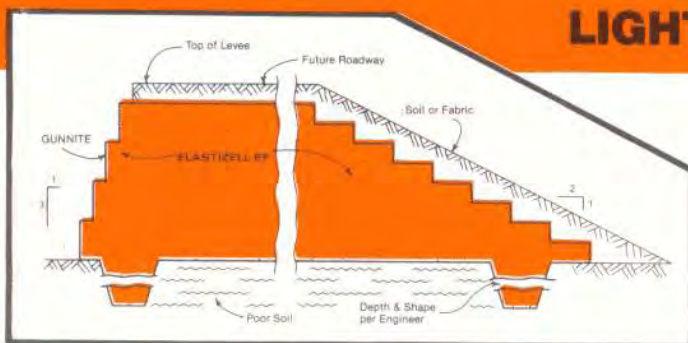 LIGHT
Top of Levee
Future Roadway
Soil or Fabric
GUNNITE
ELASTIZELL EF
1
3
2
1
Poor Soil
Depth & Shape
per Engineer